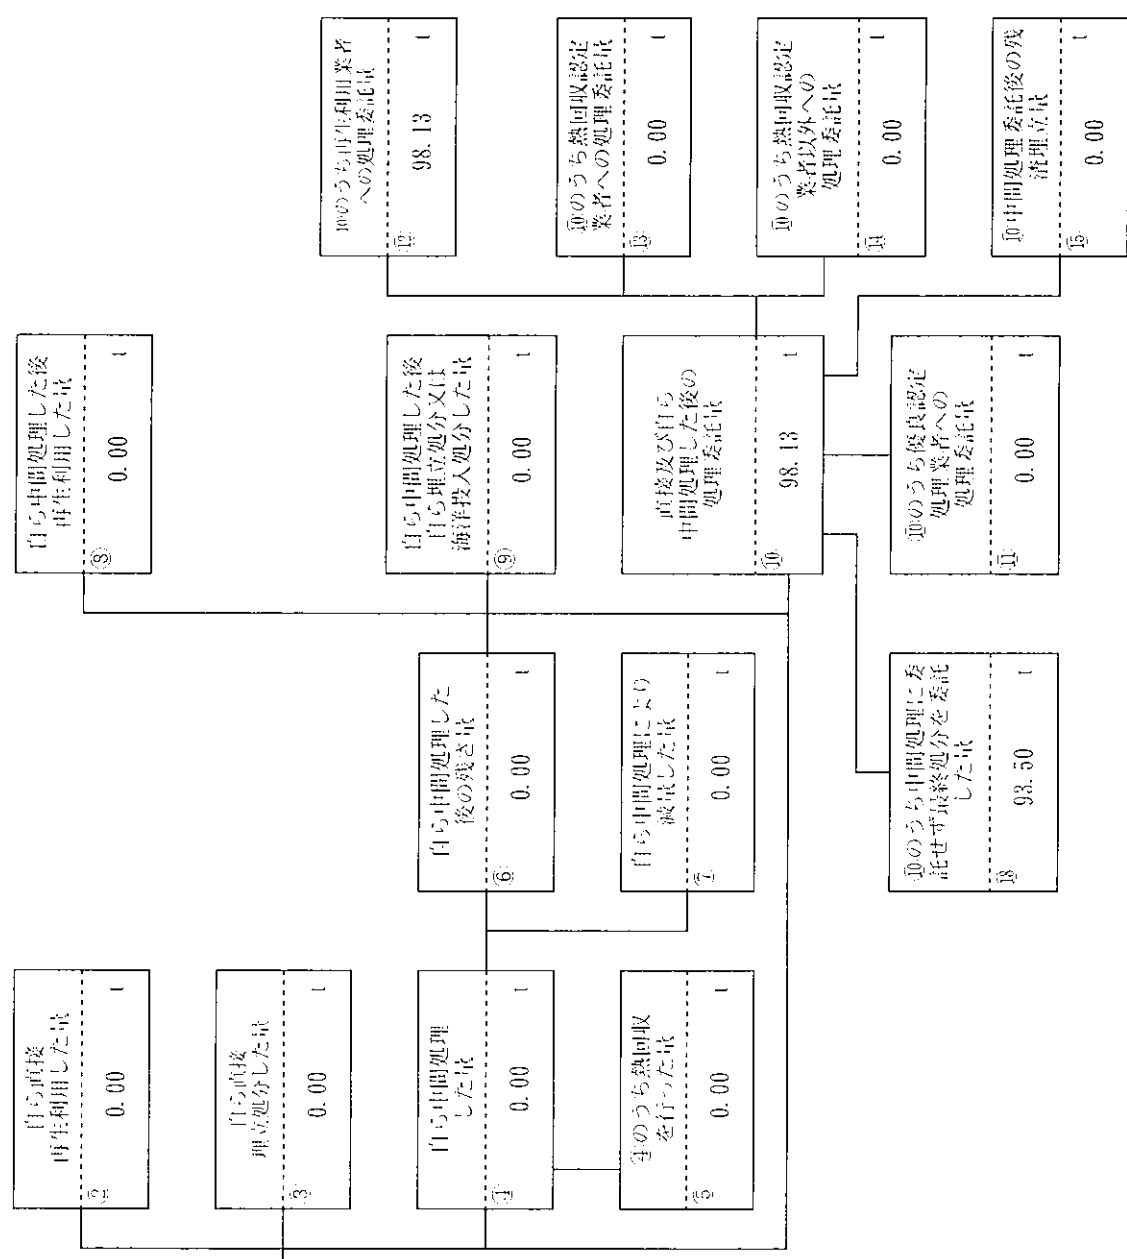 自ら直接
再生利用した量
②
0.00 t
自ら直接
埋立処分した量
③
0.00 t
自ら中間処理
した量
④
0.00 t
④のうち熱回収
を行った量
⑤
0.00 t
自ら中間処理した
後の残さ量
⑥
0.00 t
自ら中間処理により
減量した量
⑦
0.00 t
⑩のうち中間処理に委
託せず最終処分を委託
した量
⑱
93.50 t
自ら中間処理した後
再生利用した量
⑧
0.00 t
自ら中間処理した後
自ら埋立処分又は
海洋投入処分した量
⑨
0.00 t
直接及び自ら
中間処理した後の
処理委託量
⑩
98.13 t
⑩のうち優良認定
処理業者への
処理委託量
⑪
0.00 t
⑩のうち再生利用業者
への処理委託量
⑫
98.13 t
⑩のうち熱回収認定
業者への処理委託量
⑬
0.00 t
⑩のうち熱回収認定
業者以外への
処理委託量
⑭
0.00 t
⑩中間処理委託後の残
渣埋立量
⑮
0.00 t